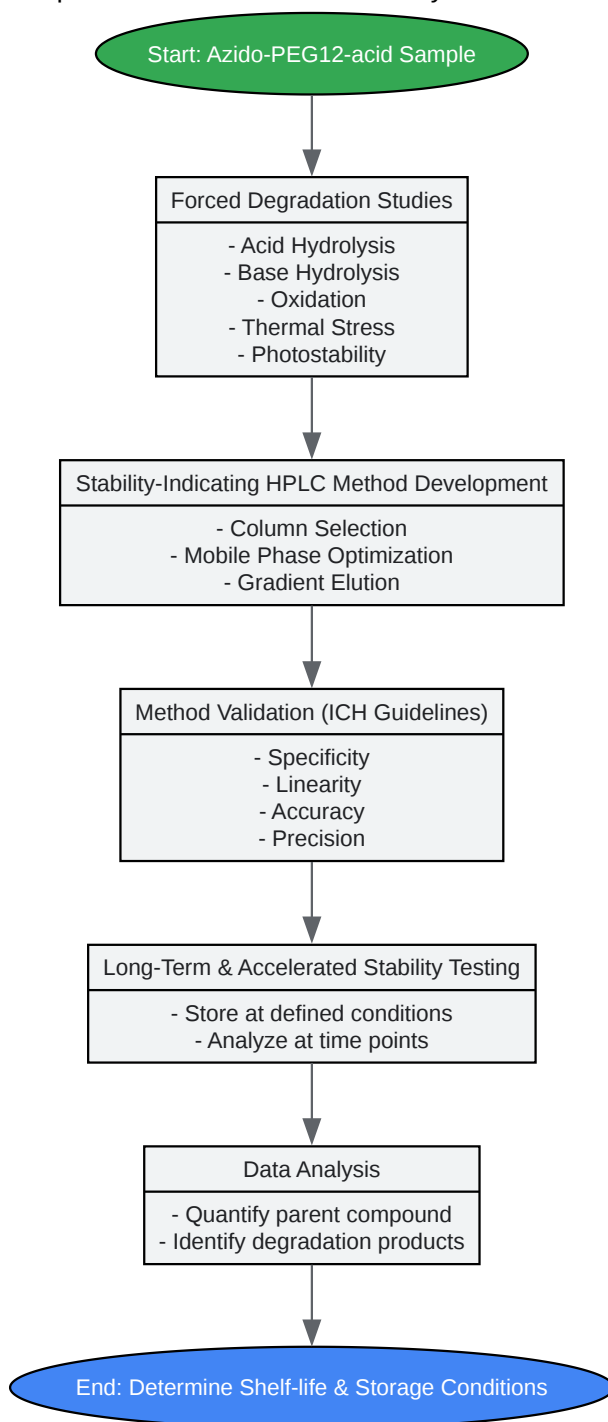 Start: Azido-PEG12-acid Sample
Forced Degradation Studies
- Acid Hydrolysis
- Base Hydrolysis
- Oxidation
- Thermal Stress
- Photostability
Stability-Indicating HPLC Method Development
- Column Selection
- Mobile Phase Optimization
- Gradient Elution
Method Validation (ICH Guidelines)
- Specificity
- Linearity
- Accuracy
- Precision
Long-Term & Accelerated Stability Testing
- Store at defined conditions
- Analyze at time points
Data Analysis
- Quantify parent compound
- Identify degradation products
End: Determine Shelf-life & Storage Conditions